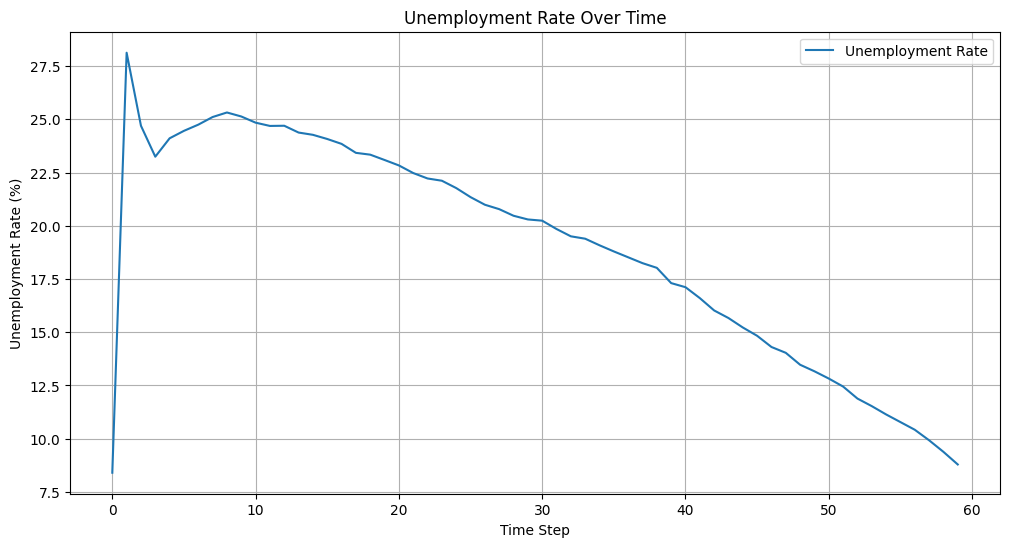 Unemployment Rate Over Time
Unemployment Rate
27.5
25.0
22.5
20.0
17.5
15.0
12.5
10.0
7.5
Unemployment Rate (%)
0 10 20 30 40 50 60
Time Step